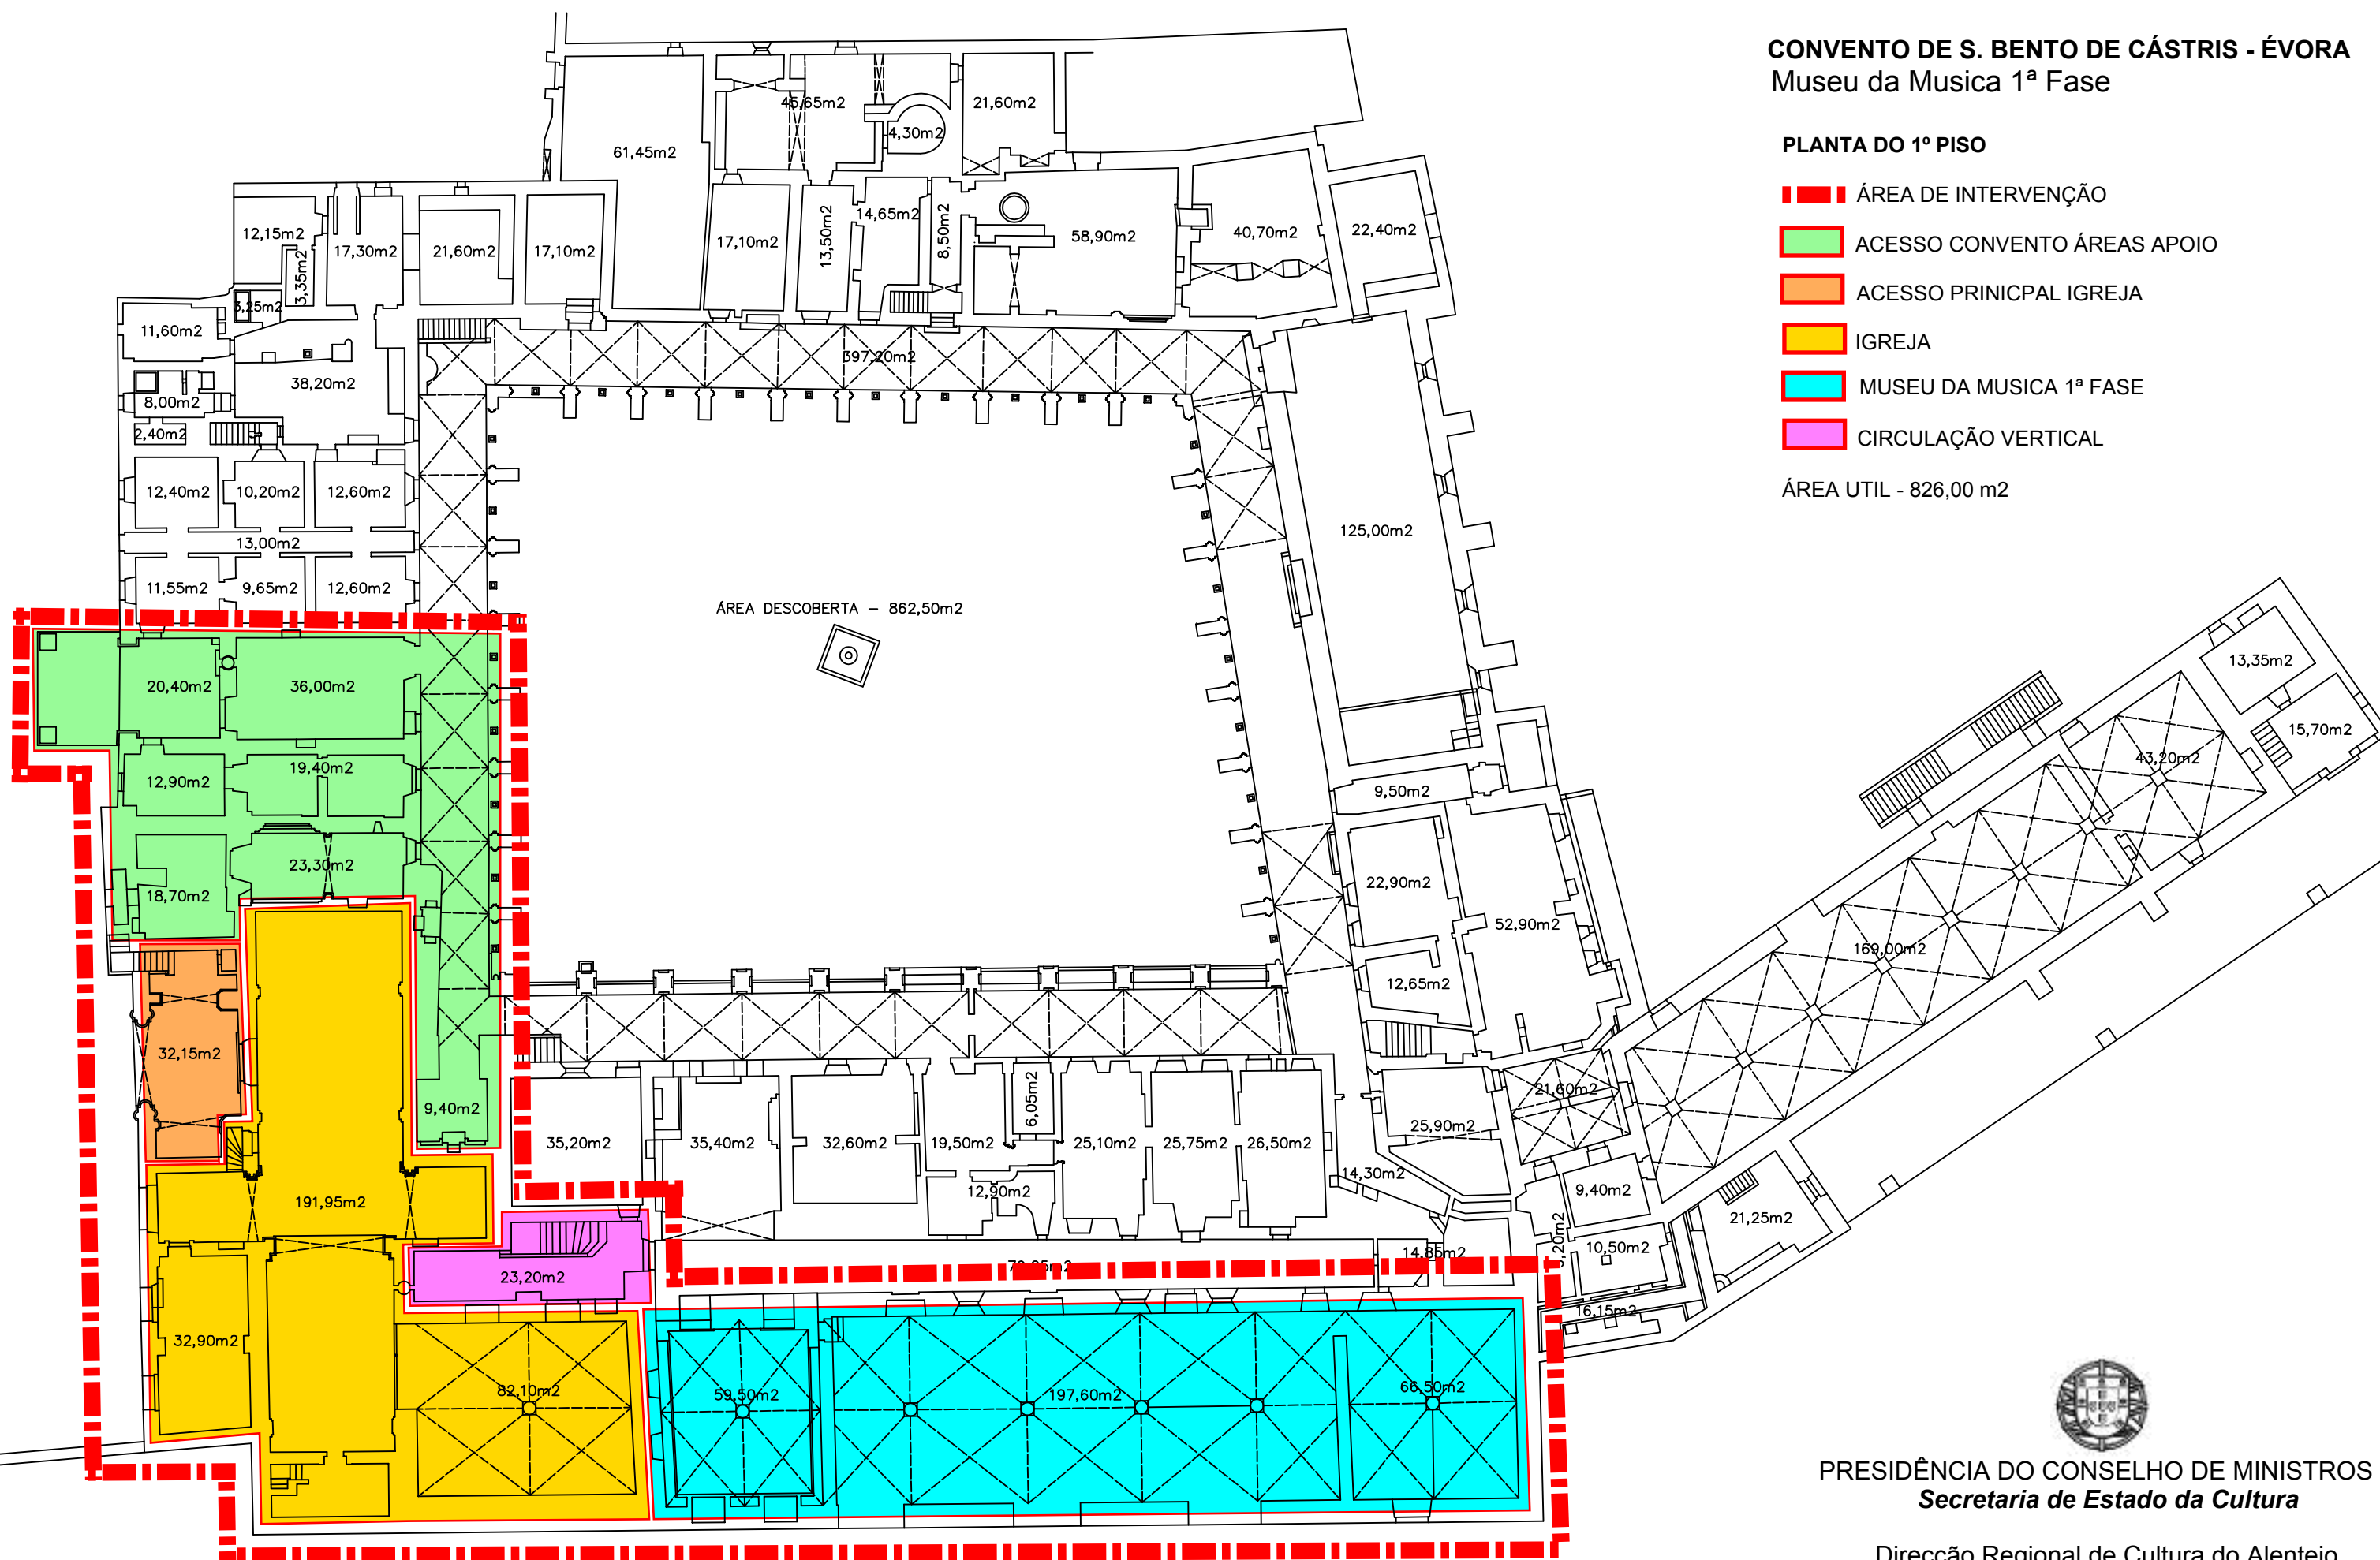 CONVENTO DE S. BENTO DE CÁSTRIS - ÉVORA
Museu da Musica 1ª Fase
PLANTA DO 1º PISO
ÁREA DE INTERVENÇÃO
ACESSO CONVENTO ÁREAS APOIO
ACESSO PRINICPAL IGREJA
IGREJA
MUSEU DA MUSICA 1ª FASE
CIRCULAÇÃO VERTICAL
ÁREA UTIL - 826,00 m2
45,65m2
21,60m2
4,30m2
61,45m2
12,15m2
17,30m2
21,60m2
17,10m2
17,10m2
13,50m2
14,65m2
8,50m2
58,90m2
40,70m2
22,40m2
3,35m2
3,25m2
11,60m2
397,20m2
38,20m2
8,00m2
2,40m2
12,40m2
10,20m2
12,60m2
13,00m2
125,00m2
11,55m2
9,65m2
12,60m2
ÁREA DESCOBERTA - 862,50m2
20,40m2
36,00m2
13,35m2
15,70m2
12,90m2
19,40m2
43,20m2
9,50m2
23,30m2
18,70m2
22,90m2
52,90m2
169,00m2
12,65m2
32,15m2
9,40m2
6,05m2
21,60m2
35,20m2
35,40m2
32,60m2
19,50m2
25,10m2
25,75m2
26,50m2
25,90m2
14,30m2
12,90m2
191,95m2
9,40m2
21,25m2
10,50m2
14,85m2
23,20m2
16,15m2
32,90m2
82,10m2
59,50m2
197,60m2
66,50m2
PRESIDÊNCIA DO CONSELHO DE MINISTROS
Secretaria de Estado da Cultura
Direcção Regional de Cultura do Alentejo